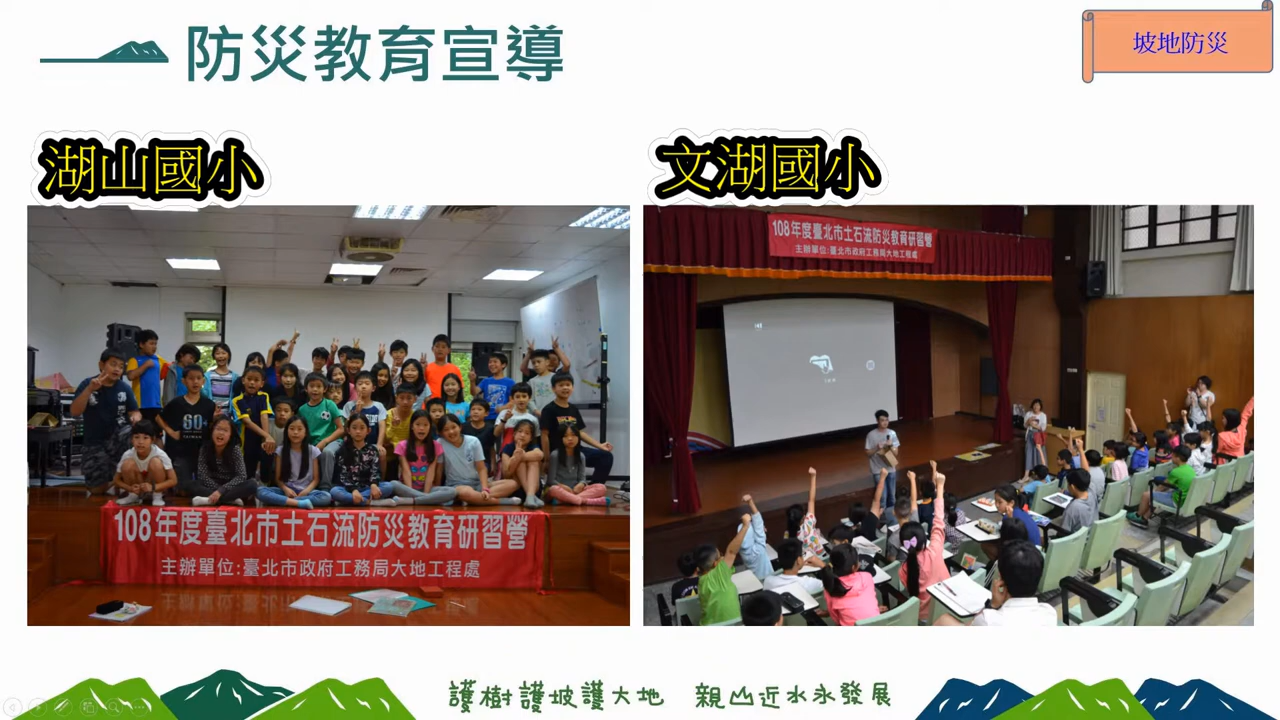 防災教育宣導
坡地防災
湖山國小
文湖國小
108年度臺北市土石流防災教育研習營
主辦單位:臺北市政府工務局大地工程處
60+
108年度臺北市土石流防災教育研習營
主辦單位:臺北市政府工務局大地工程處
護樹護坡護大地 親山近水永發展